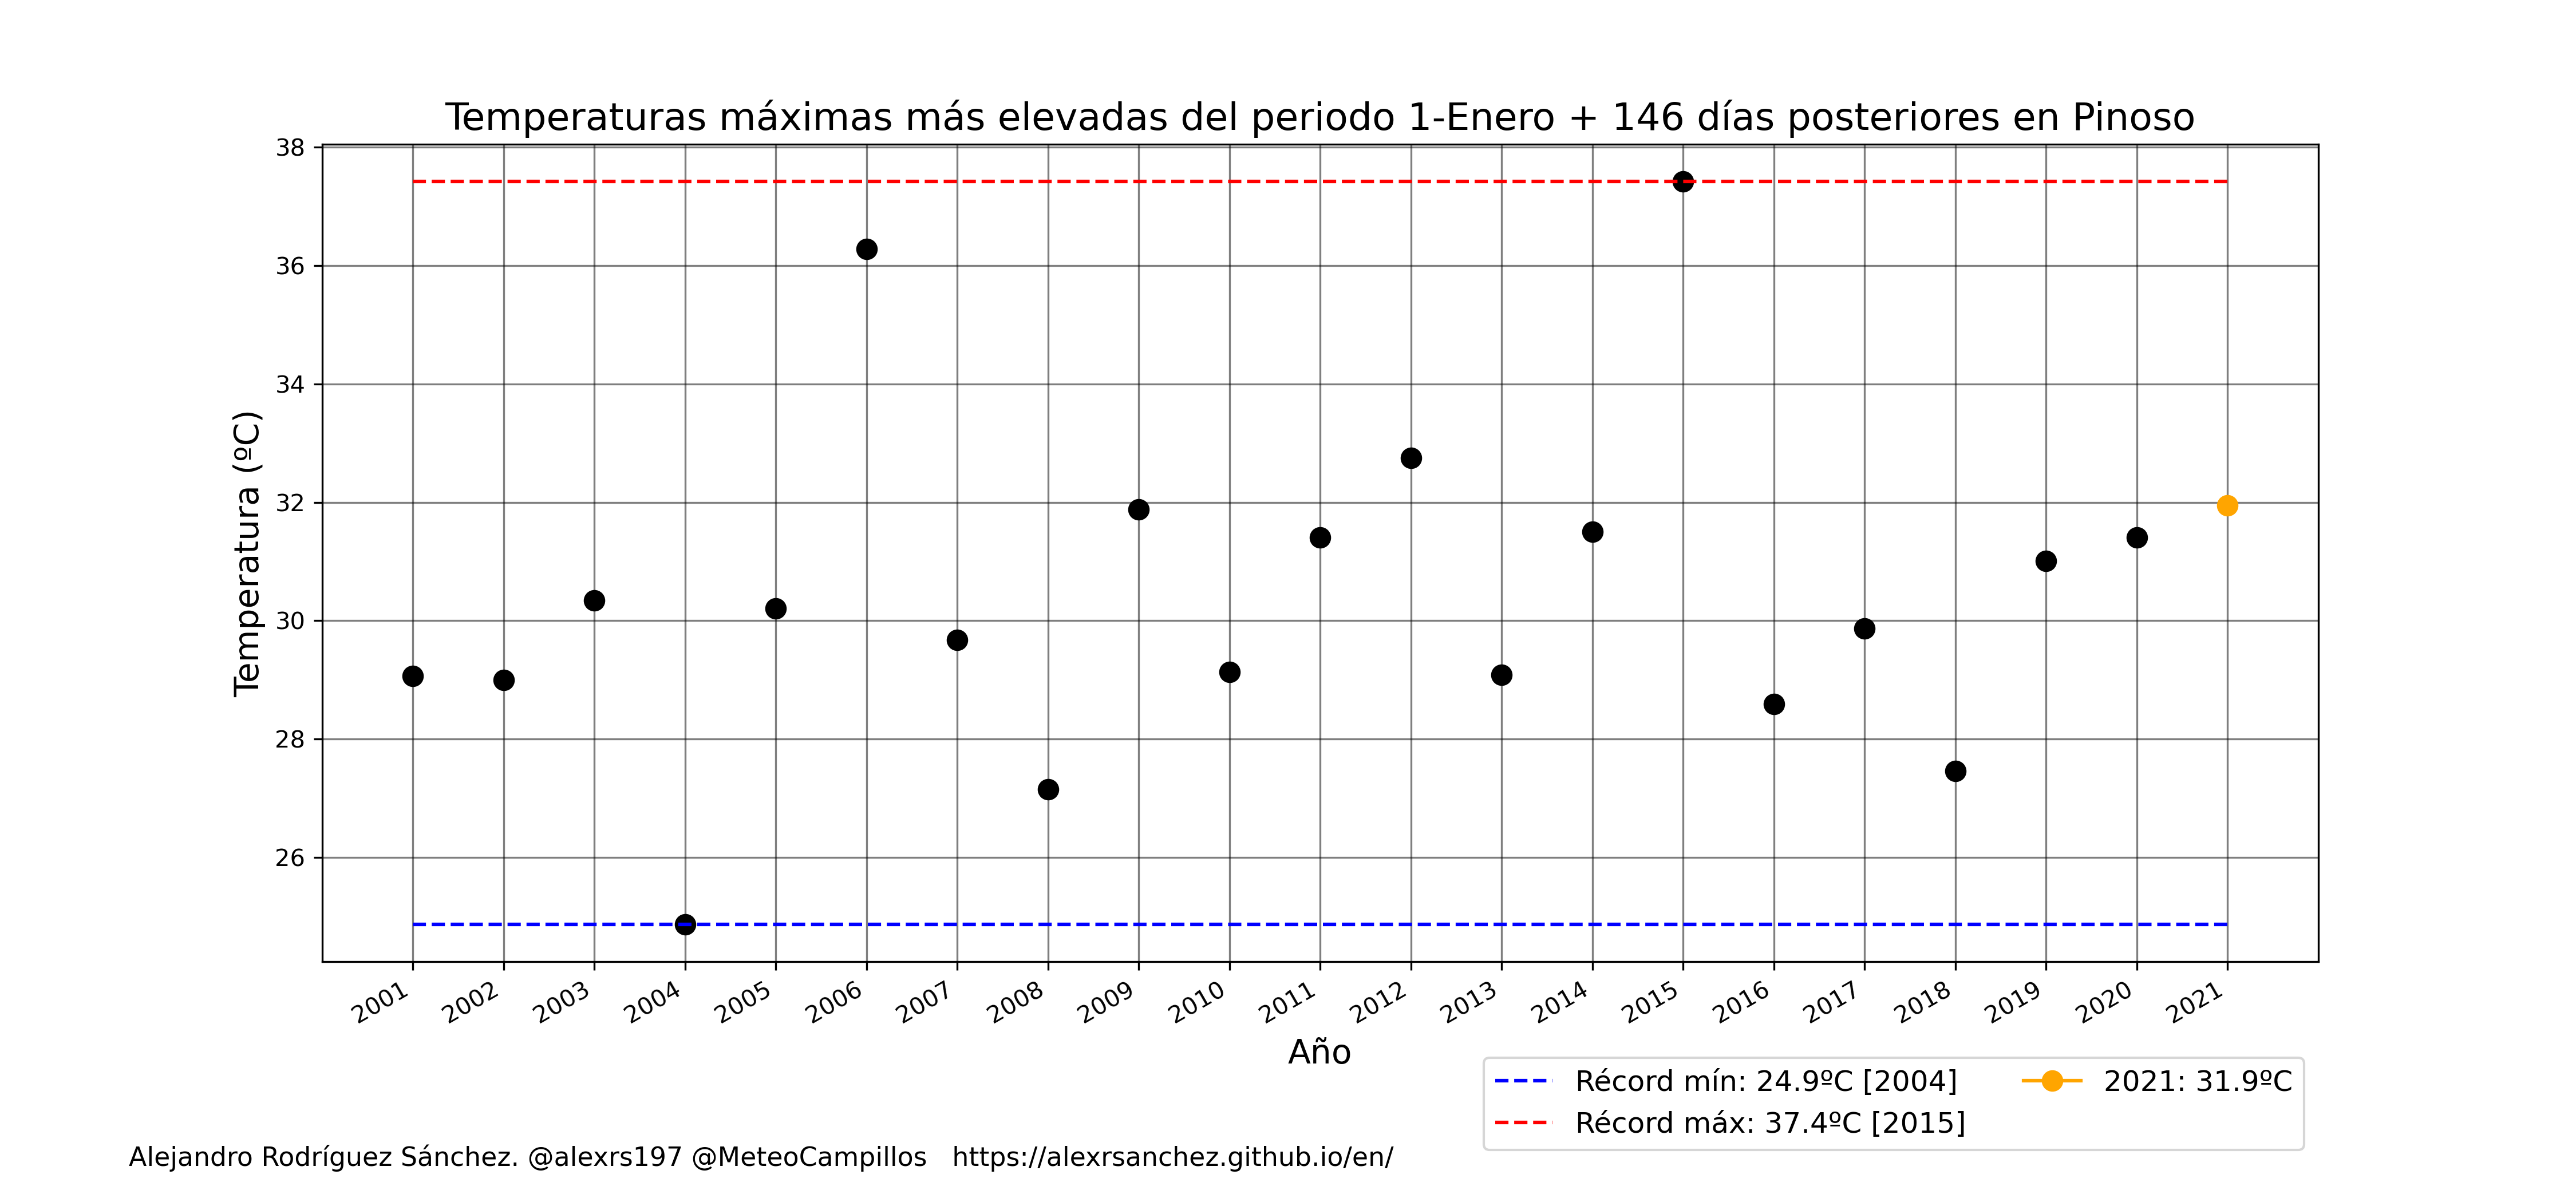 Temperaturas máximas más elevadas del periodo 1-Enero + 146 días posteriores en Pinoso
Temperatura (ºC)
38
36
34
32
30
28
26
2001 2002 2003 2004 2005 2006 2007 2008 2009 2010 2011 2012 2013 2014 2015 2016 2017 2018 2019 2020 2021
Año
Récord mín: 24.9ºC [2004]
Récord máx: 37.4ºC [2015]
2021: 31.9ºC
Alejandro Rodríguez Sánchez. @alexrs197 @MeteoCampillos https://alexrsanchez.github.io/en/